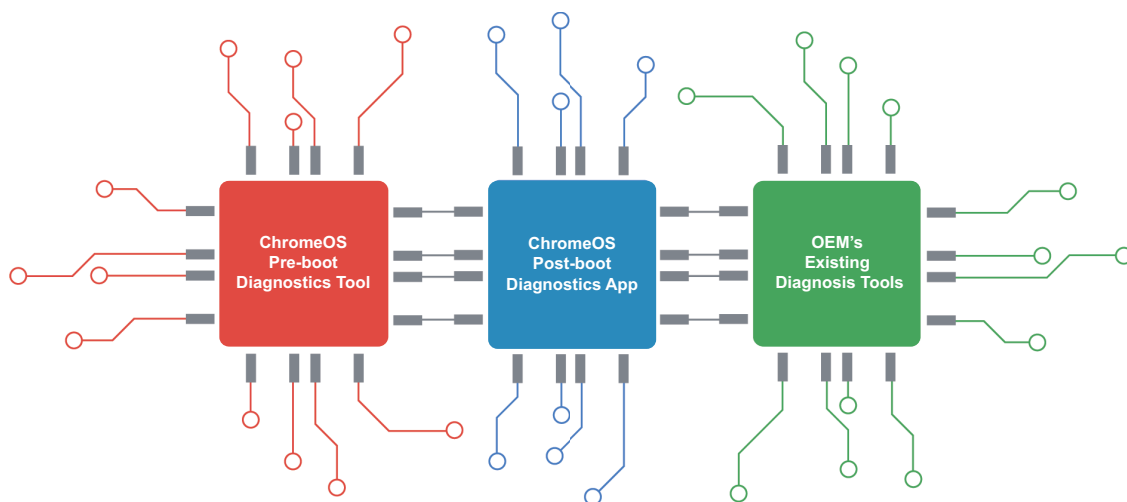 ChromeOS
Pre-boot
Diagnostics Tool
ChromeOS
Post-boot
Diagnostics App
OEM’s
Existing
Diagnosis Tools